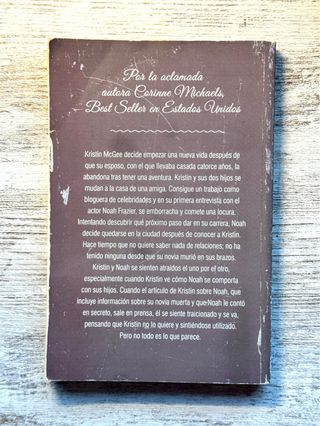 Por la aclamada
autora Corinne Michaels,
Best Seller en Estados Unidos
Kristin McGee decide empezar una nueva vida después de
que su esposo, con el que llevaba casada catorce años, la
abandona tras tener una aventura. Kristin y sus dos hijos se
mudan a la casa de una amiga. Consigue un trabajo como
bloguera de celebridades y en su primera entrevista con el
actor Noah Frazier, se emborracha y comete una locura.
Intentando descubrir qué próximo paso dar en su carrera, Noah
decide quedarse en la ciudad después de conocer a Kristin.
Hace tiempo que no quiere saber nada de relaciones; no ha
tenido ninguna desde que su novia murió en sus brazos.
Kristin y Noah se sienten atraídos el uno por el otro,
especialmente cuando Kristin ve cómo Noah se comporta
con sus hijos. Cuando el artículo de Kristin sobre Noah, que
incluye información sobre su novia muerta y que Noah le contó
en secreto, sale en prensa, él se siente traicionado y se va,
pensando que Kristin no lo quiere y sintiéndose utilizado.
Pero no todo es lo que parece.